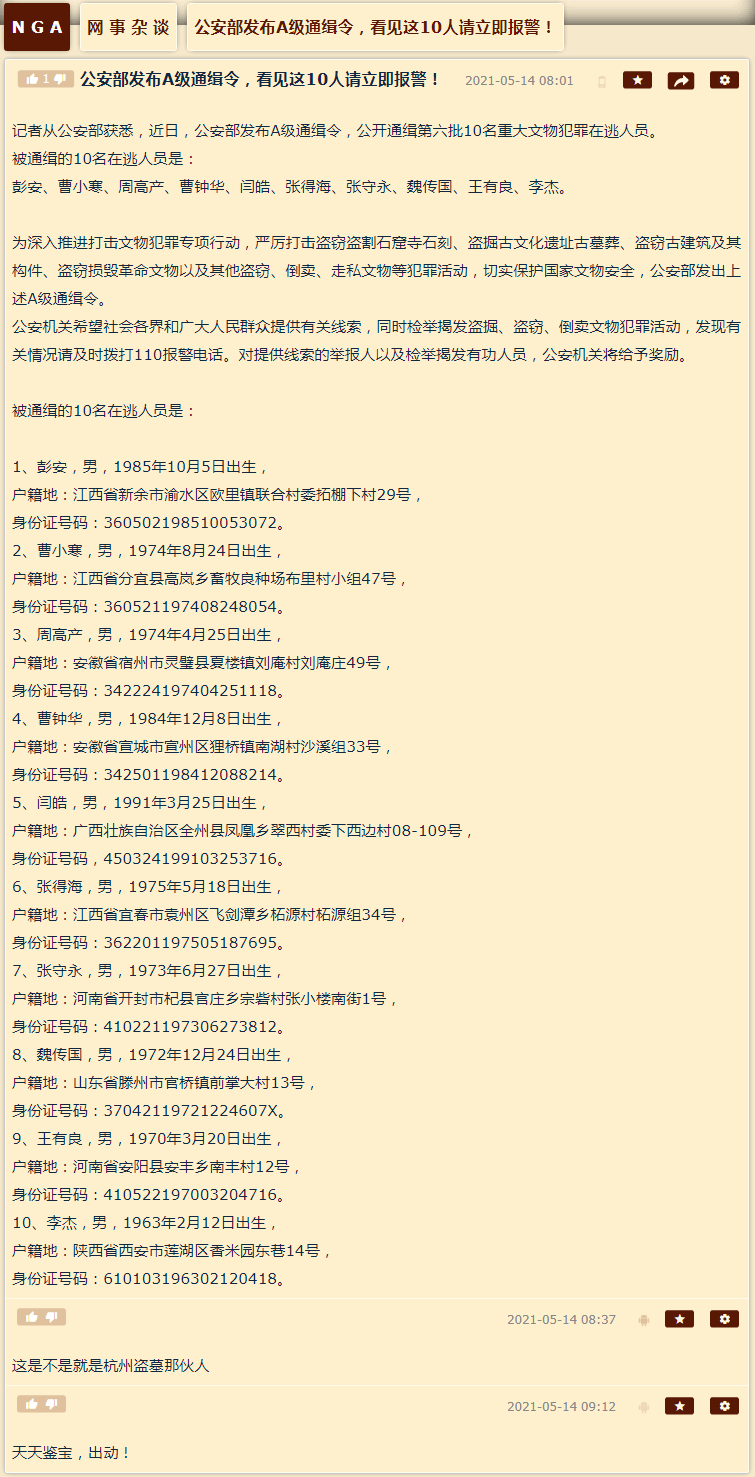 NGA 网事杂谈 公安部发布A级通缉令，看见这10人请立即报警！
1 公安部发布A级通缉令，看见这10人请立即报警！ 2021-05-14 08:01
记者从公安部获悉，近日，公安部发布A级通缉令，公开通缉第六批10名重大文物犯罪在逃人员。
被通缉的10名在逃人员是：
彭安、曹小寒、周高产、曹钟华、闫皓、张得海、张守永、魏传国、王有良、李杰。
为深入推进打击文物犯罪专项行动，严厉打击盗窃盗割石窟寺石刻、盗掘古文化遗址古墓葬、盗窃古建筑及其
构件、盗窃损毁革命文物以及其他盗窃、倒卖、走私文物等犯罪活动，切实保护国家文物安全，公安部发出上
述A级通缉令。
公安机关希望社会各界和广大人民群众提供有关线索，同时检举揭发盗掘、盗窃、倒卖文物犯罪活动，发现有
关情况请及时拨打110报警电话。对提供线索的举报人以及检举揭发有功人员，公安机关将给予奖励。
被通缉的10名在逃人员是：
1、彭安，男，1985年10月5日出生，
户籍地：江西省新余市渝水区欧里镇联合村委拓棚下村29号，
身份证号码：360502198510053072。
2、曹小寒，男，1974年8月24日出生，
户籍地：江西省分宜县高岚乡畜牧良种场布里村小组47号，
身份证号码：360521197408248054。
3、周高产，男，1974年4月25日出生，
户籍地：安徽省宿州市灵璧县夏楼镇刘庵村刘庵庄49号，
身份证号码：342224197404251118。
4、曹钟华，男，1984年12月8日出生，
户籍地：安徽省宣城市宣州区狸桥镇南湖村沙溪组33号，
身份证号码：342501198412088214。
5、闫皓，男，1991年3月25日出生，
户籍地：广西壮族自治区全州县凤凰乡翠西村委下西边村08-109号，
身份证号码，450324199103253716。
6、张得海，男，1975年5月18日出生，
户籍地：江西省宜春市袁州区飞剑潭乡柘源村柘源组34号，
身份证号码：362201197505187695。
7、张守永，男，1973年6月27日出生，
户籍地：河南省开封市杞县官庄乡宗砦村张小楼南街1号，
身份证号码：410221197306273812。
8、魏传国，男，1972年12月24日出生，
户籍地：山东省滕州市官桥镇前掌大村13号，
身份证号码：37042119721224607X。
9、王有良，男，1970年3月20日出生，
户籍地：河南省安阳县安丰乡南丰村12号，
身份证号码：410522197003204716。
10、李杰，男，1963年2月12日出生，
户籍地：陕西省西安市莲湖区香米园东巷14号，
身份证号码：610103196302120418。
2021-05-14 08:37
这是不是就是杭州盗墓那伙人
2021-05-14 09:12
天天鉴宝，出动！